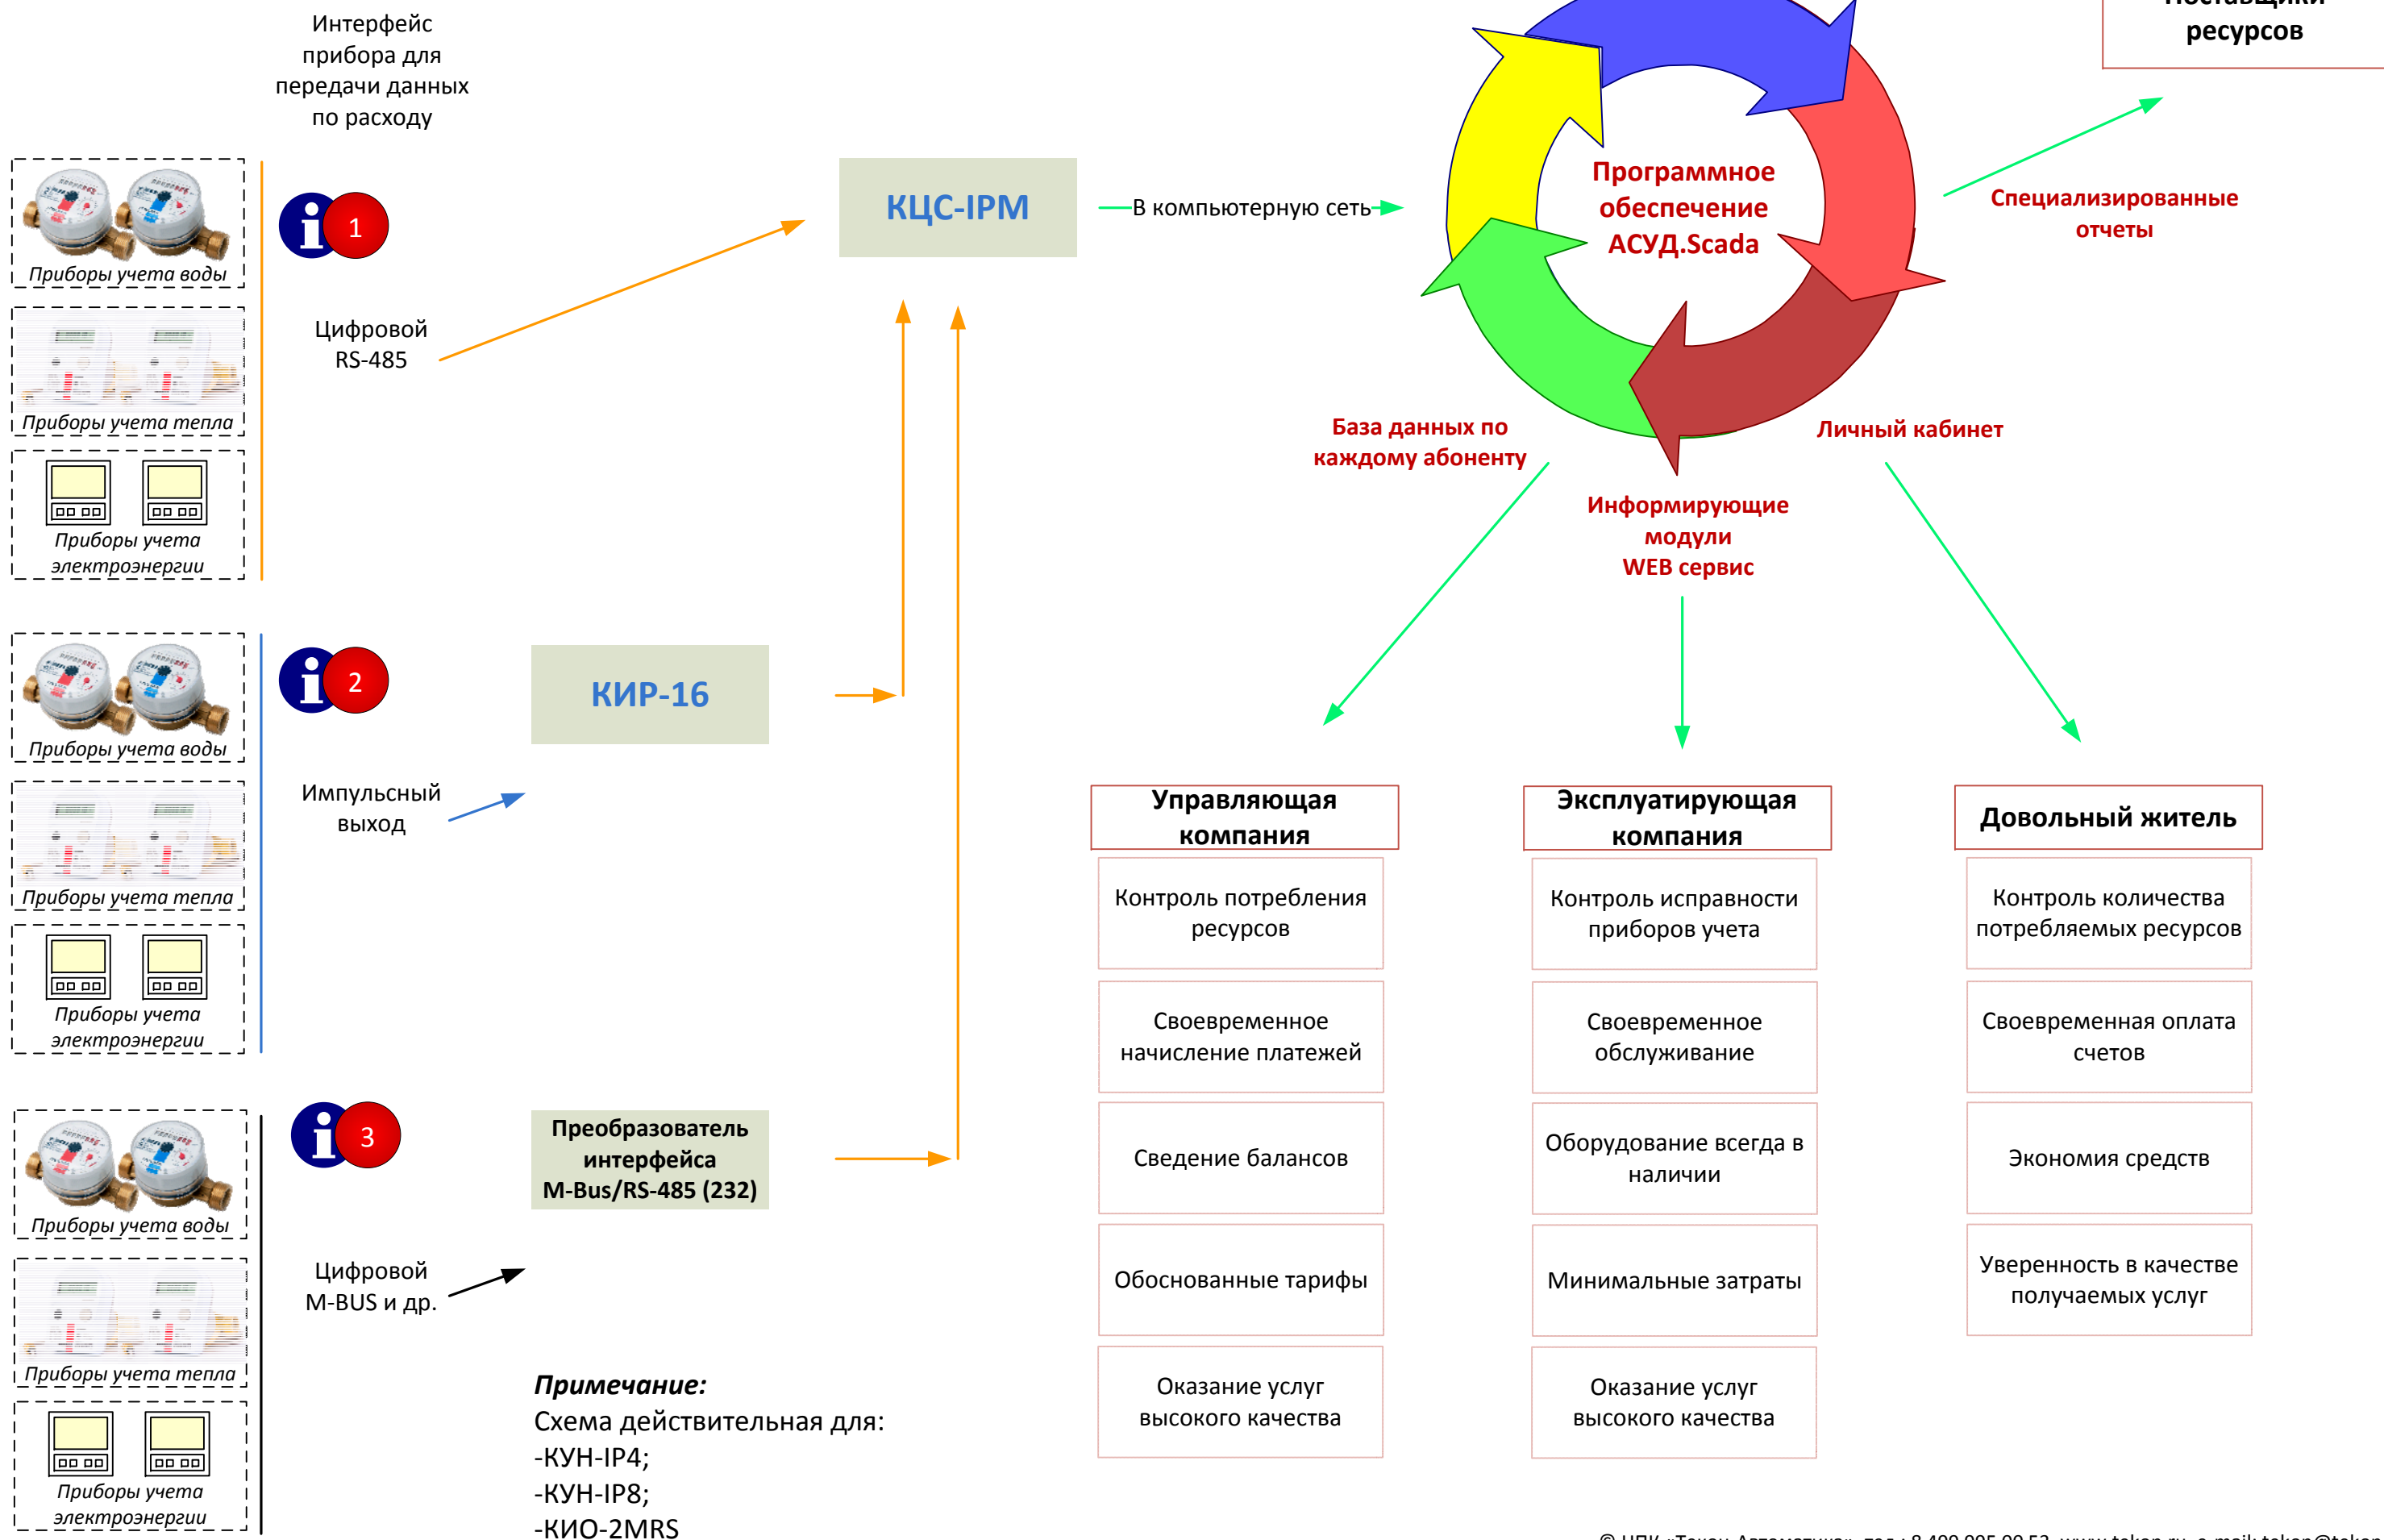 Интерфейс
прибора для
передачи данных
по расходу
Приборы учета воды
Приборы учета тепла
Приборы учета
электроэнергии
1
Цифровой
RS-485
КЦС-IPM
В компьютерную сеть
Программное
обеспечение
АСУД.Scada
Поставщики
ресурсов
Специализированные
отчеты
База данных по
каждому абоненту
Информирующие
модули
WEB сервис
Личный кабинет
Приборы учета воды
Приборы учета тепла
Приборы учета
электроэнергии
2
Импульсный
выход
КИР-16
Приборы учета воды
Приборы учета тепла
Приборы учета
электроэнергии
3
Цифровой
M-BUS и др.
Преобразователь
интерфейса
M-Bus/RS-485 (232)
Примечание:
Схема действительная для:
-КУН-IP4;
-КУН-IP8;
-КИО-2MRS
Управляющая
компания
Контроль потребления
ресурсов
Своевременное
начисление платежей
Сведение балансов
Обоснованные тарифы
Оказание услуг
высокого качества
Эксплуатирующая
компания
Контроль исправности
приборов учета
Своевременное
обслуживание
Оборудование всегда в
наличии
Минимальные затраты
Оказание услуг
высокого качества
Довольный житель
Контроль количества
потребляемых ресурсов
Своевременная оплата
счетов
Экономия средств
Уверенность в качестве
получаемых услуг